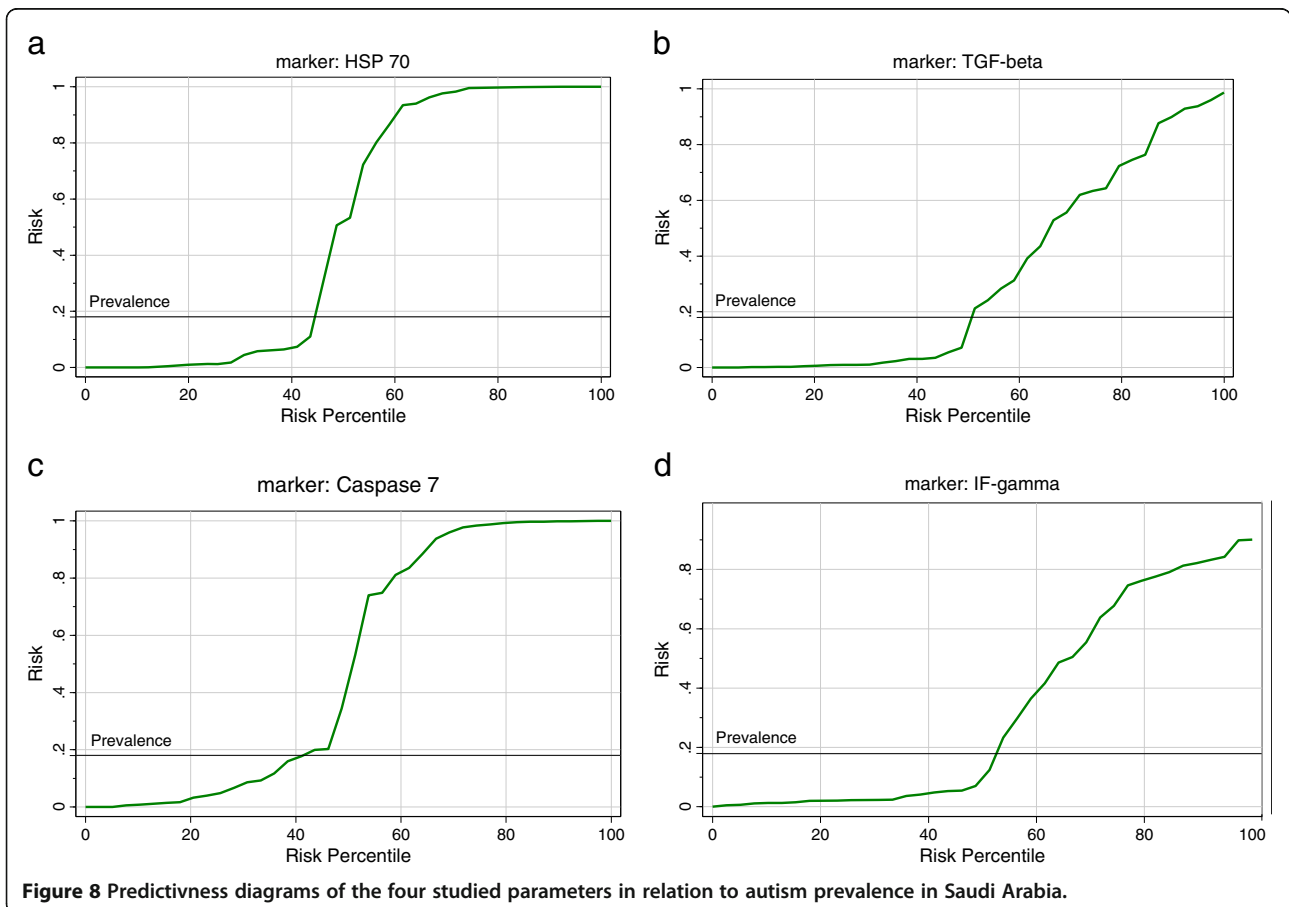 a
marker: HSP 70
Risk
0 .2 .4 .6 .8 1
Prevalence
0 20 40 60 80 100
Risk Percentile
b
marker: TGF-beta
Risk
0 .2 .4 .6 .8 1
Prevalence
0 20 40 60 80 100
Risk Percentile
c
marker: Caspase 7
Risk
0 .2 .4 .6 .8 1
Prevalence
0 20 40 60 80 100
Risk Percentile
d
marker: IF-gamma
Risk
0 .2 .4 .6 .8
Prevalence
0 20 40 60 80 100
Risk Percentile
Figure 8 Predictivness diagrams of the four studied parameters in relation to autism prevalence in Saudi Arabia.